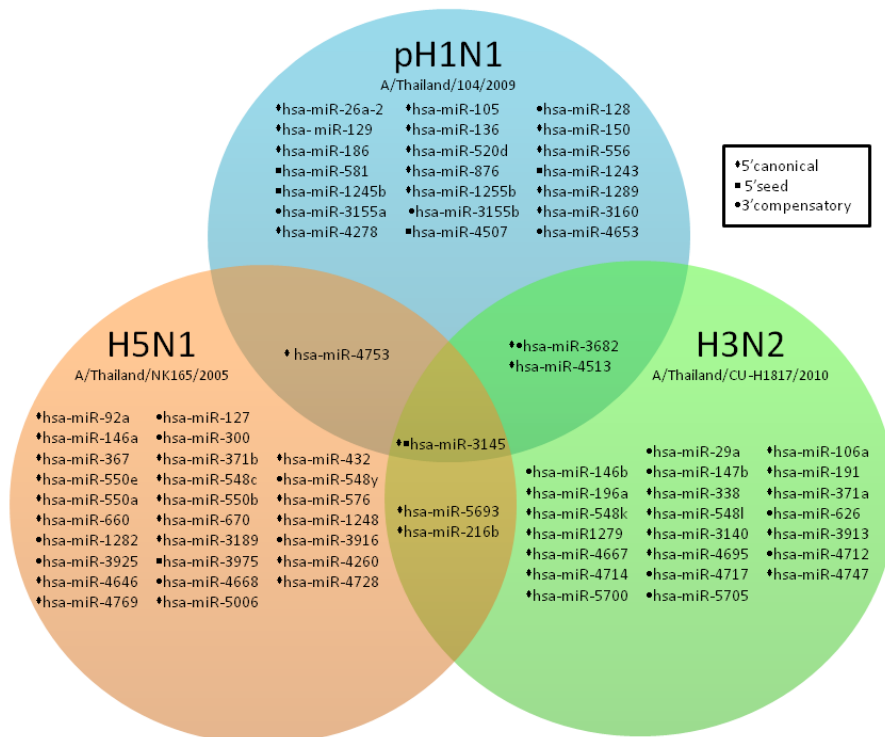 pH1N1
A/Thailand/104/2009
♦hsa-miR-26a-2 ♦hsa-miR-105 •hsa-miR-128
♦hsa- miR-129 ♦hsa-miR-136 ♦hsa-miR-150
♦hsa-miR-186 ♦hsa-miR-520d ♦hsa-miR-556
■hsa-miR-581 ♦hsa-miR-876 ■hsa-miR-1243
■hsa-miR-1245b ♦hsa-miR-1255b ♦hsa-miR-1289
•hsa-miR-3155a •hsa-miR-3155b ♦hsa-miR-3160
♦hsa-miR-4278 ■hsa-miR-4507 •hsa-miR-4653
♦5'canonical
■5'seed
•3'compensatory
H5N1
A/Thailand/NK165/2005
♦ hsa-miR-4753
♦•hsa-miR-3682
♦hsa-miR-4513
H3N2
A/Thailand/CU-H1817/2010
♦hsa-miR-92a •hsa-miR-127
♦hsa-miR-146a •hsa-miR-300
♦hsa-miR-367 ♦hsa-miR-371b ♦hsa-miR-432
♦hsa-miR-550e ♦hsa-miR-548c •hsa-miR-548y
♦hsa-miR-550a ♦hsa-miR-550b ♦hsa-miR-576
♦hsa-miR-660 ♦hsa-miR-670 ♦hsa-miR-1248
•hsa-miR-1282 ♦hsa-miR-3189 •hsa-miR-3916
•hsa-miR-3925 ■hsa-miR-3975 ♦hsa-miR-4260
♦hsa-miR-4646 •hsa-miR-4668 ♦hsa-miR-4728
♦hsa-miR-4769 ♦hsa-miR-5006
♦■hsa-miR-3145
♦hsa-miR-5693
♦hsa-miR-216b
•hsa-miR-29a ♦hsa-miR-106a
•hsa-miR-146b •hsa-miR-147b ♦hsa-miR-191
♦hsa-miR-196a ♦hsa-miR-338 ♦hsa-miR-371a
♦hsa-miR-548k ♦hsa-miR-548l •hsa-miR-626
♦hsa-miR1279 ♦hsa-miR-3140 ♦hsa-miR-3913
♦hsa-miR-4667 ♦hsa-miR-4695 •hsa-miR-4712
♦hsa-miR-4714 •hsa-miR-4717 ♦hsa-miR-4747
♦hsa-miR-5700 •hsa-miR-5705